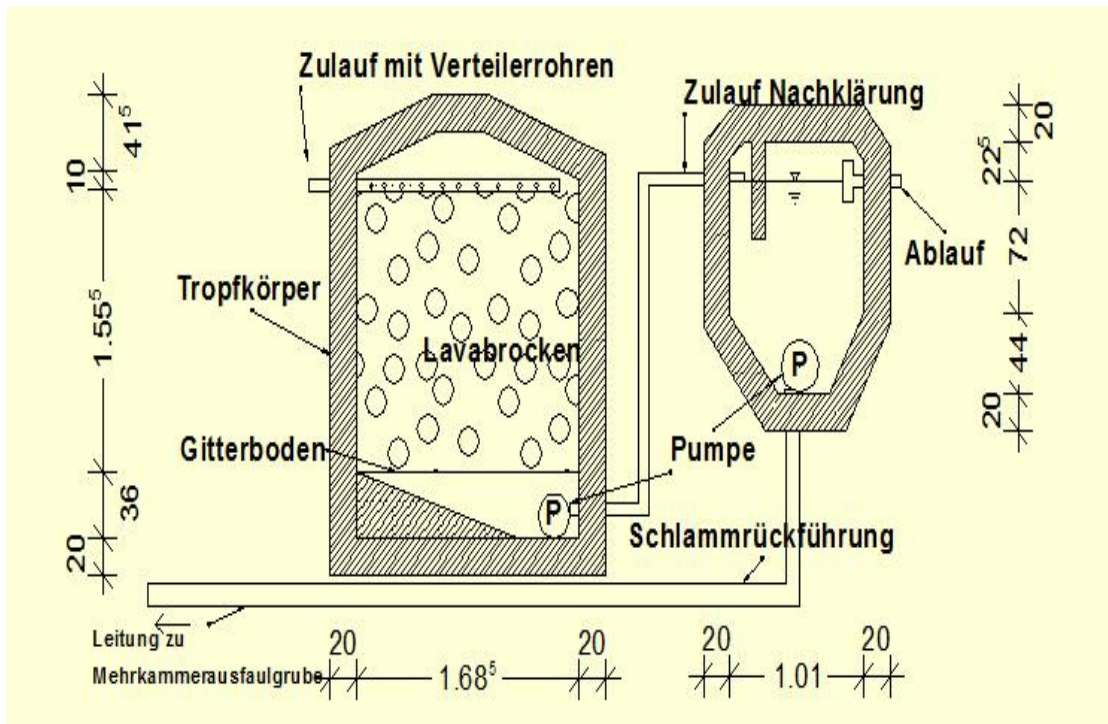 Zulauf mit Verteilerrohren
Zulauf Nachklärung
41⁵
10
1.55⁵
36
20
20
22⁵
72
44
20
Ablauf
Tropfkörper
Lavabrocken
P
Gitterboden
Pumpe
P
Schlammrückführung
Leitung zu
Mehrkammerausfaulgrube
20
1.68⁵
20
20
1.01
20